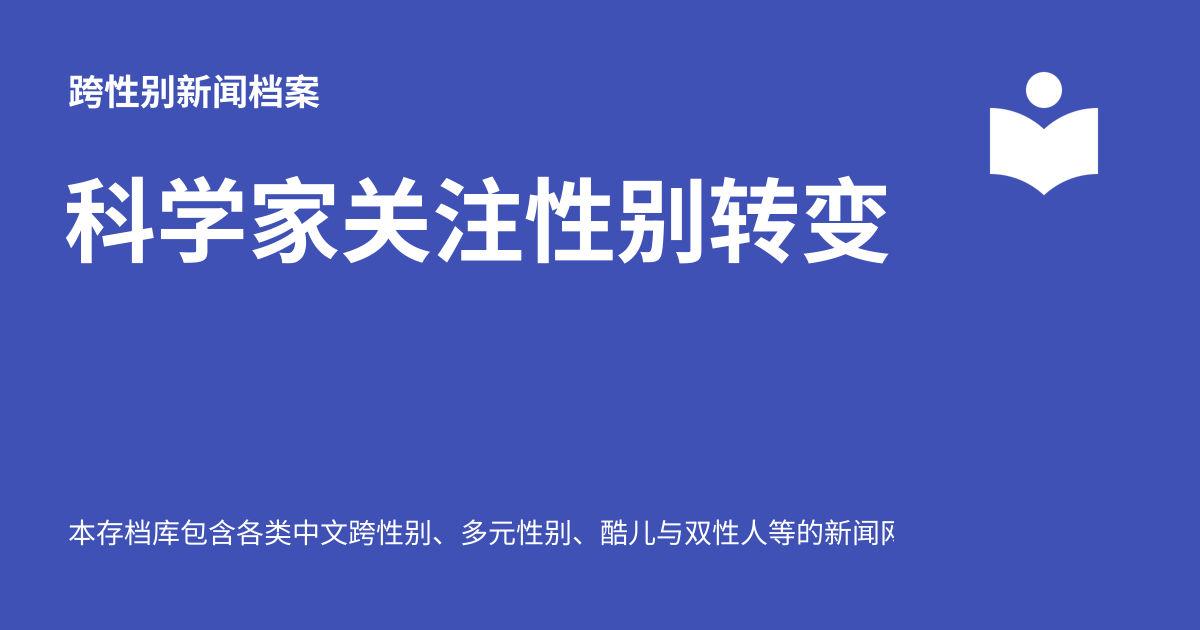 跨性别新闻档案
科学家关注性别转变
本存档库包含各类中文跨性别、多元性别、酷儿与双性人等的新闻